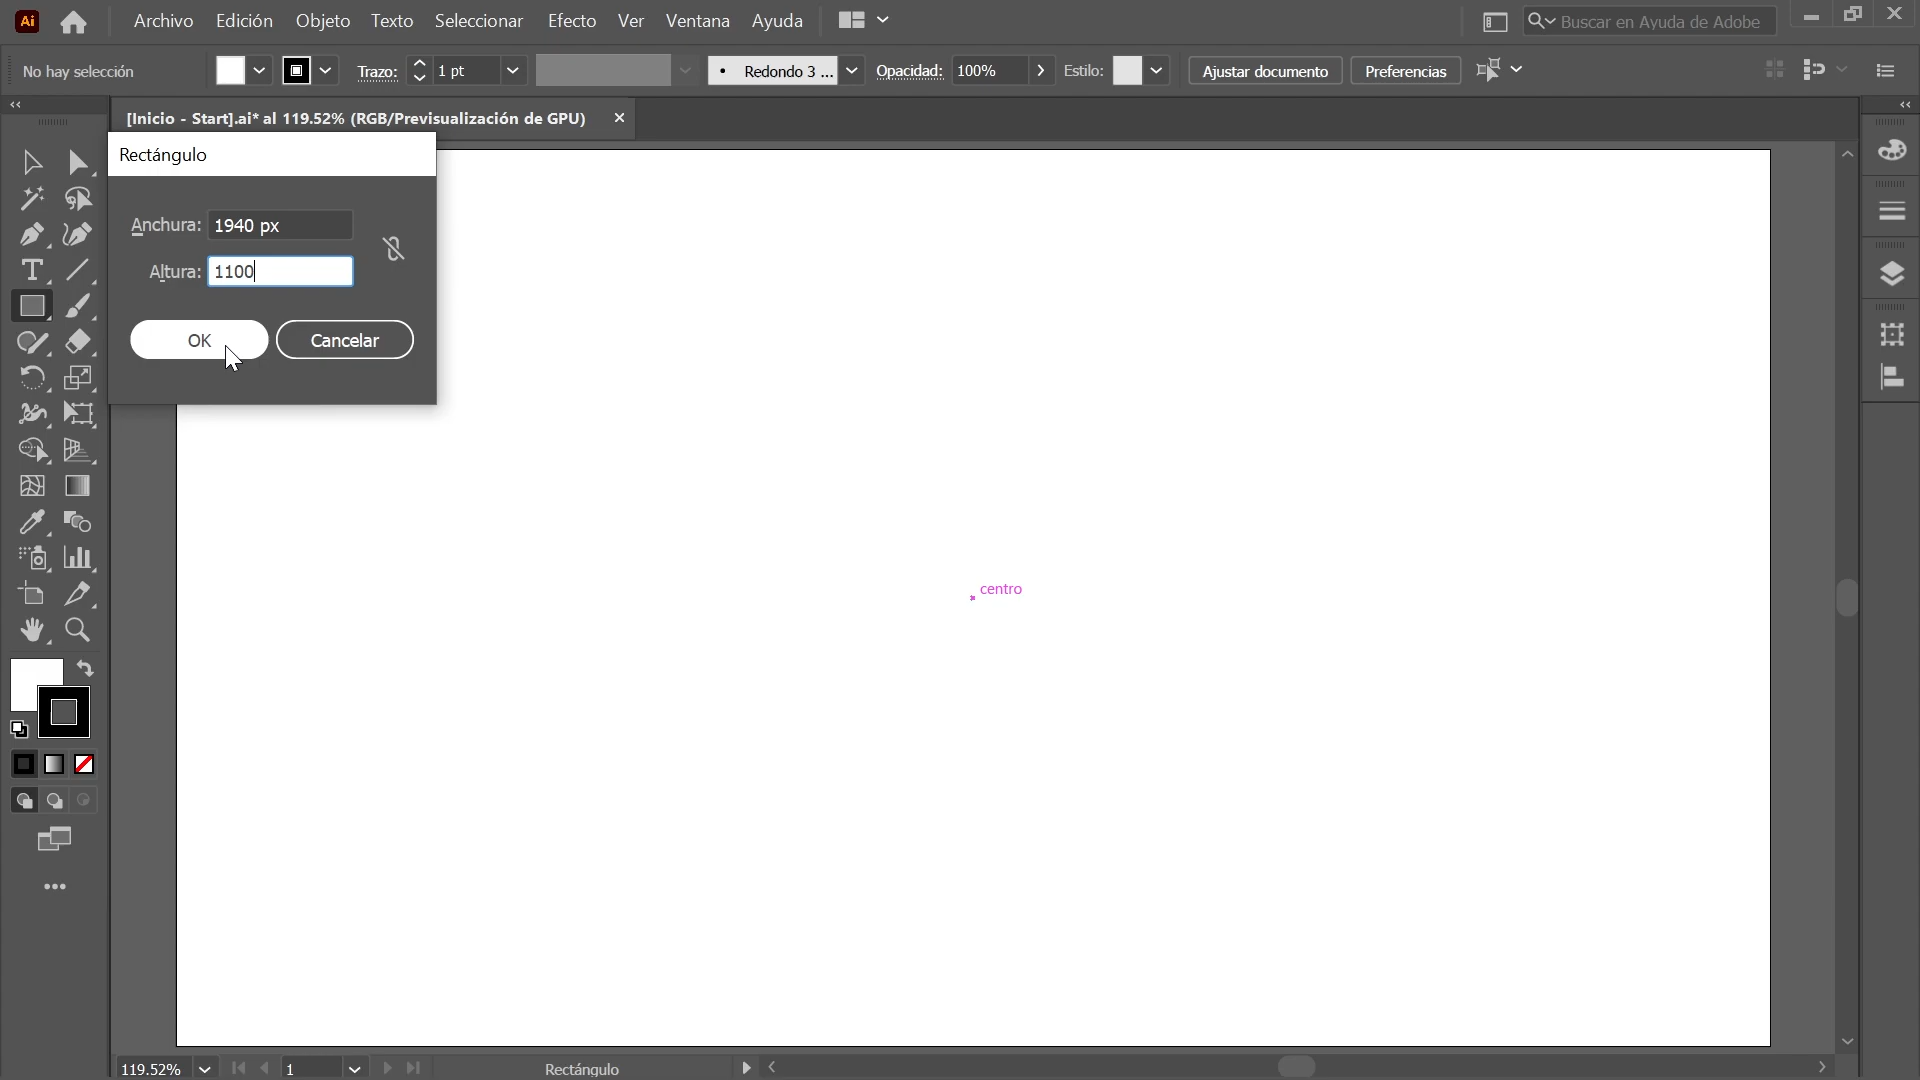 Ai Archivo Edición Objeto Texto Seleccionar Efecto Ver Ventana Ayuda Buscar en Ayuda de Adobe
No hay selección Trazo: 1 pt Redondo 3 ... Opacidad: 100% Estilo: Ajustar documento Preferencias
[Inicio - Start].ai* al 119.52% (RGB/Previsualización de GPU)
Rectángulo
Anchura: 1940 px
Altura: 1100
OK Cancelar
centro
119.52% 1 Rectángulo